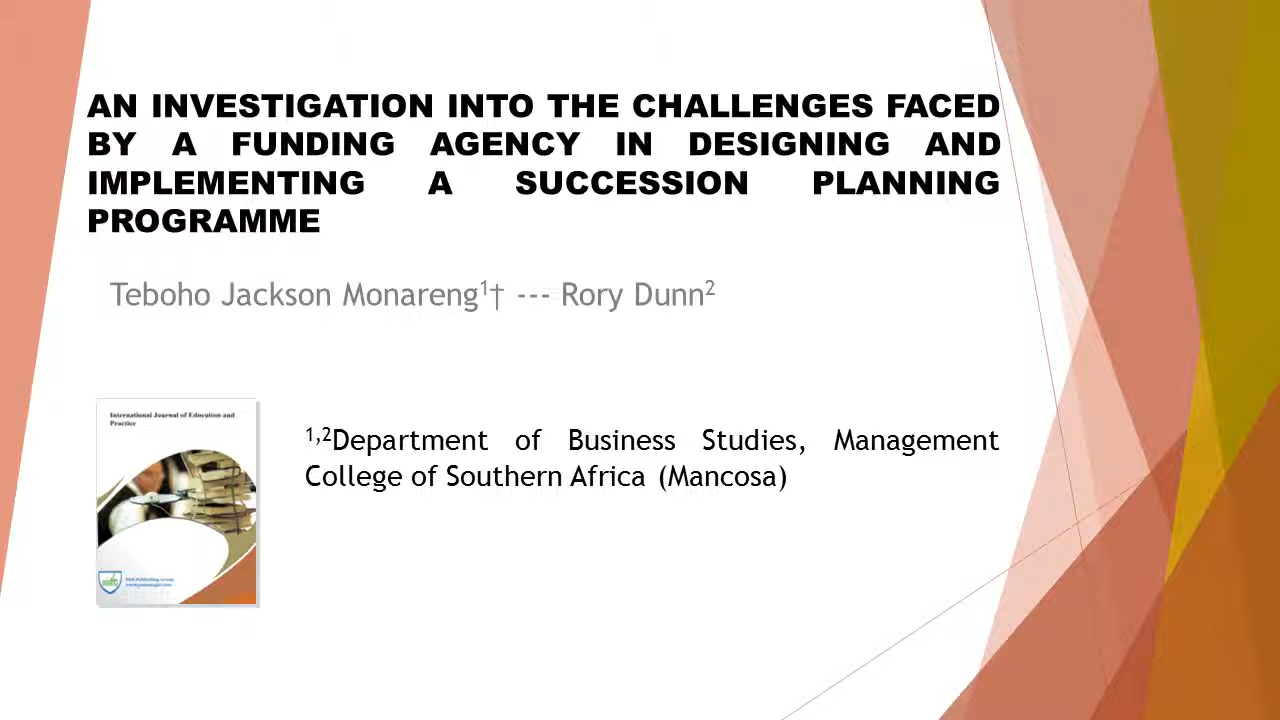 AN INVESTIGATION INTO THE CHALLENGES FACED
BY A FUNDING AGENCY IN DESIGNING AND
IMPLEMENTING A SUCCESSION PLANNING
PROGRAMME
Teboho Jackson Monareng¹† --- Rory Dunn²
International Journal of Education and
Practice
¹,²Department of Business Studies, Management
College of Southern Africa (Mancosa)